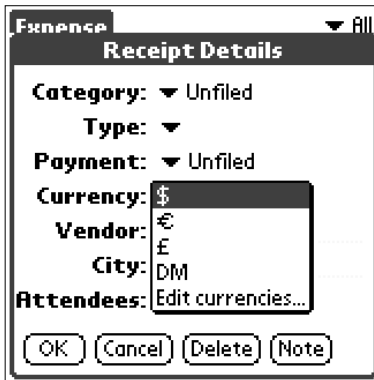 Expense ▼ All
Receipt Details
Category: ▼ Unfiled
Type: ▼
Payment: ▼ Unfiled
Currency: $
€
Vendor:
£
City:
DM
Attendees: Edit currencies...
OK Cancel Delete Note